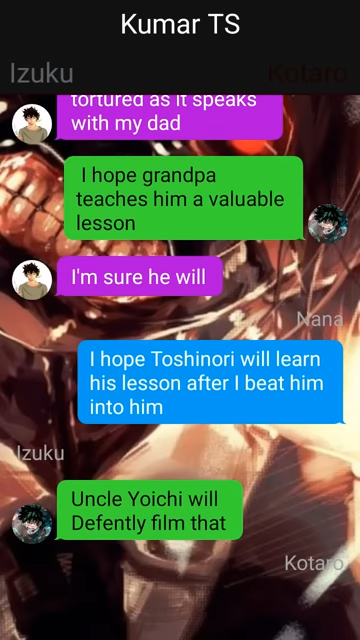 Kumar TS
Izuku
Kotaro
tortured as it speaks
with my dad
I hope grandpa
teaches him a valuable
lesson
I'm sure he will
Nana
I hope Toshinori will learn
his lesson after I beat him
into him
Izuku
Uncle Yoichi will
Defently film that
Kotaro